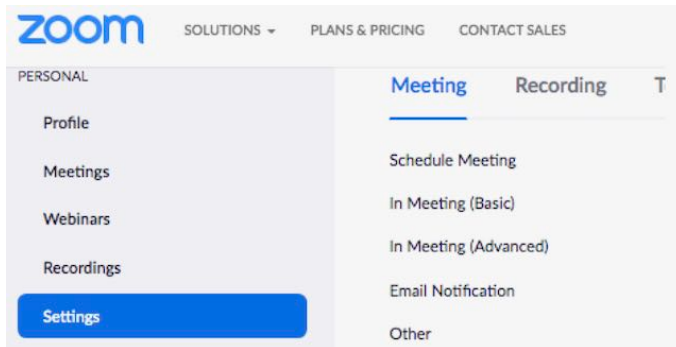 zoom SOLUTIONS PLANS & PRICING CONTACT SALES
PERSONAL
Profile
Meetings
Webinars
Recordings
Settings
Meeting Recording T
Schedule Meeting
In Meeting (Basic)
In Meeting (Advanced)
Email Notification
Other